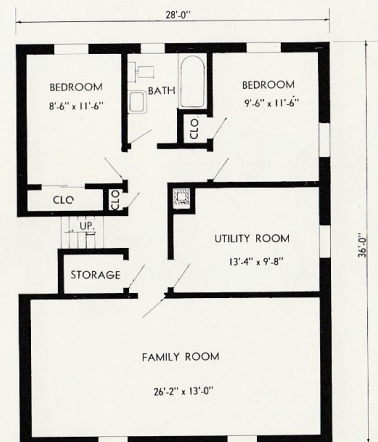 28'-0"
BEDROOM
8'-6" x 11'-6"
BATH
BEDROOM
9'-6" x 11'-6"
CLO.
CLO
CLO
UP.
UTILITY ROOM
13'-4" x 9'-8"
36'-0"
STORAGE
FAMILY ROOM
26'-2" x 13'-0"